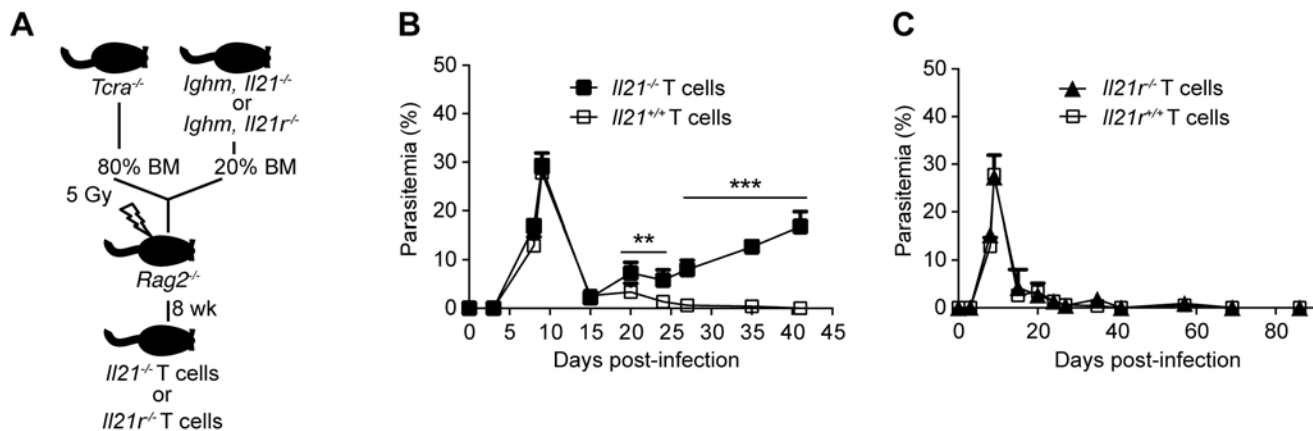 A
Tcra-/-
Ighm, Il21-/-
or
Ighm, Il21r-/-
80% BM
20% BM
5 Gy
Rag2-/-
8 wk
Il21-/- T cells
or
Il21r-/- T cells
B
Il21-/- T cells
Il21+/+ T cells
Parasitemia (%)
50
40
30
20
10
0
**
***
0 5 10 15 20 25 30 35 40 45
Days post-infection
C
Il21r-/- T cells
Il21r+/+ T cells
Parasitemia (%)
50
40
30
20
10
0
0 20 40 60 80
Days post-infection